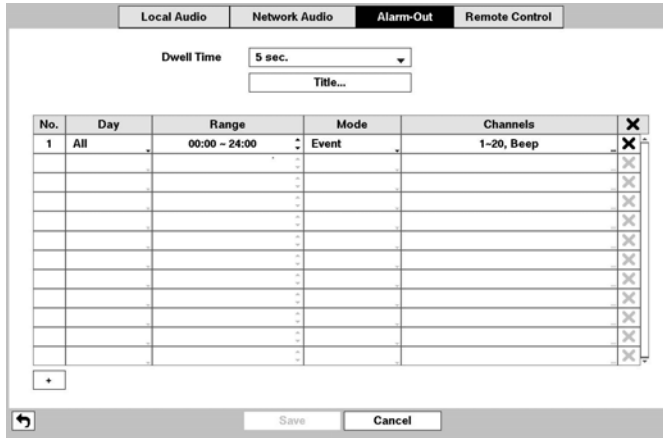 Local Audio Network Audio Alarm-Out Remote Control
Dwell Time 5 sec.
Title...
No. Day Range Mode Channels
1 All 00:00 ~ 24:00 Event 1~20, Beep
+
Save Cancel